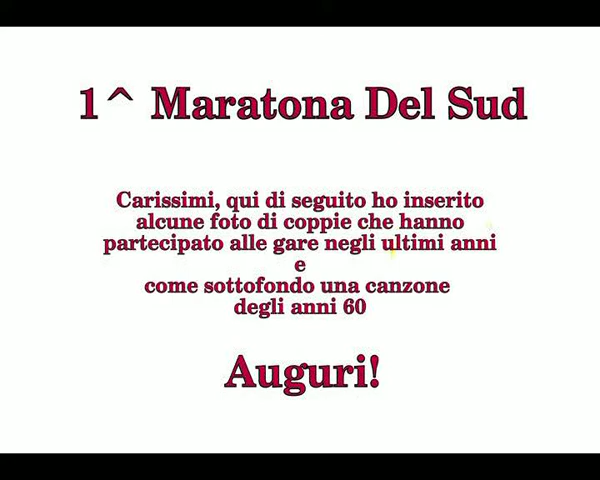 1^ Maratona Del Sud
Carissimi, qui di seguito ho inserito
alcune foto di coppie che hanno
partecipato alle gare negli ultimi anni
e
come sottofondo una canzone
degli anni 60
Auguri!